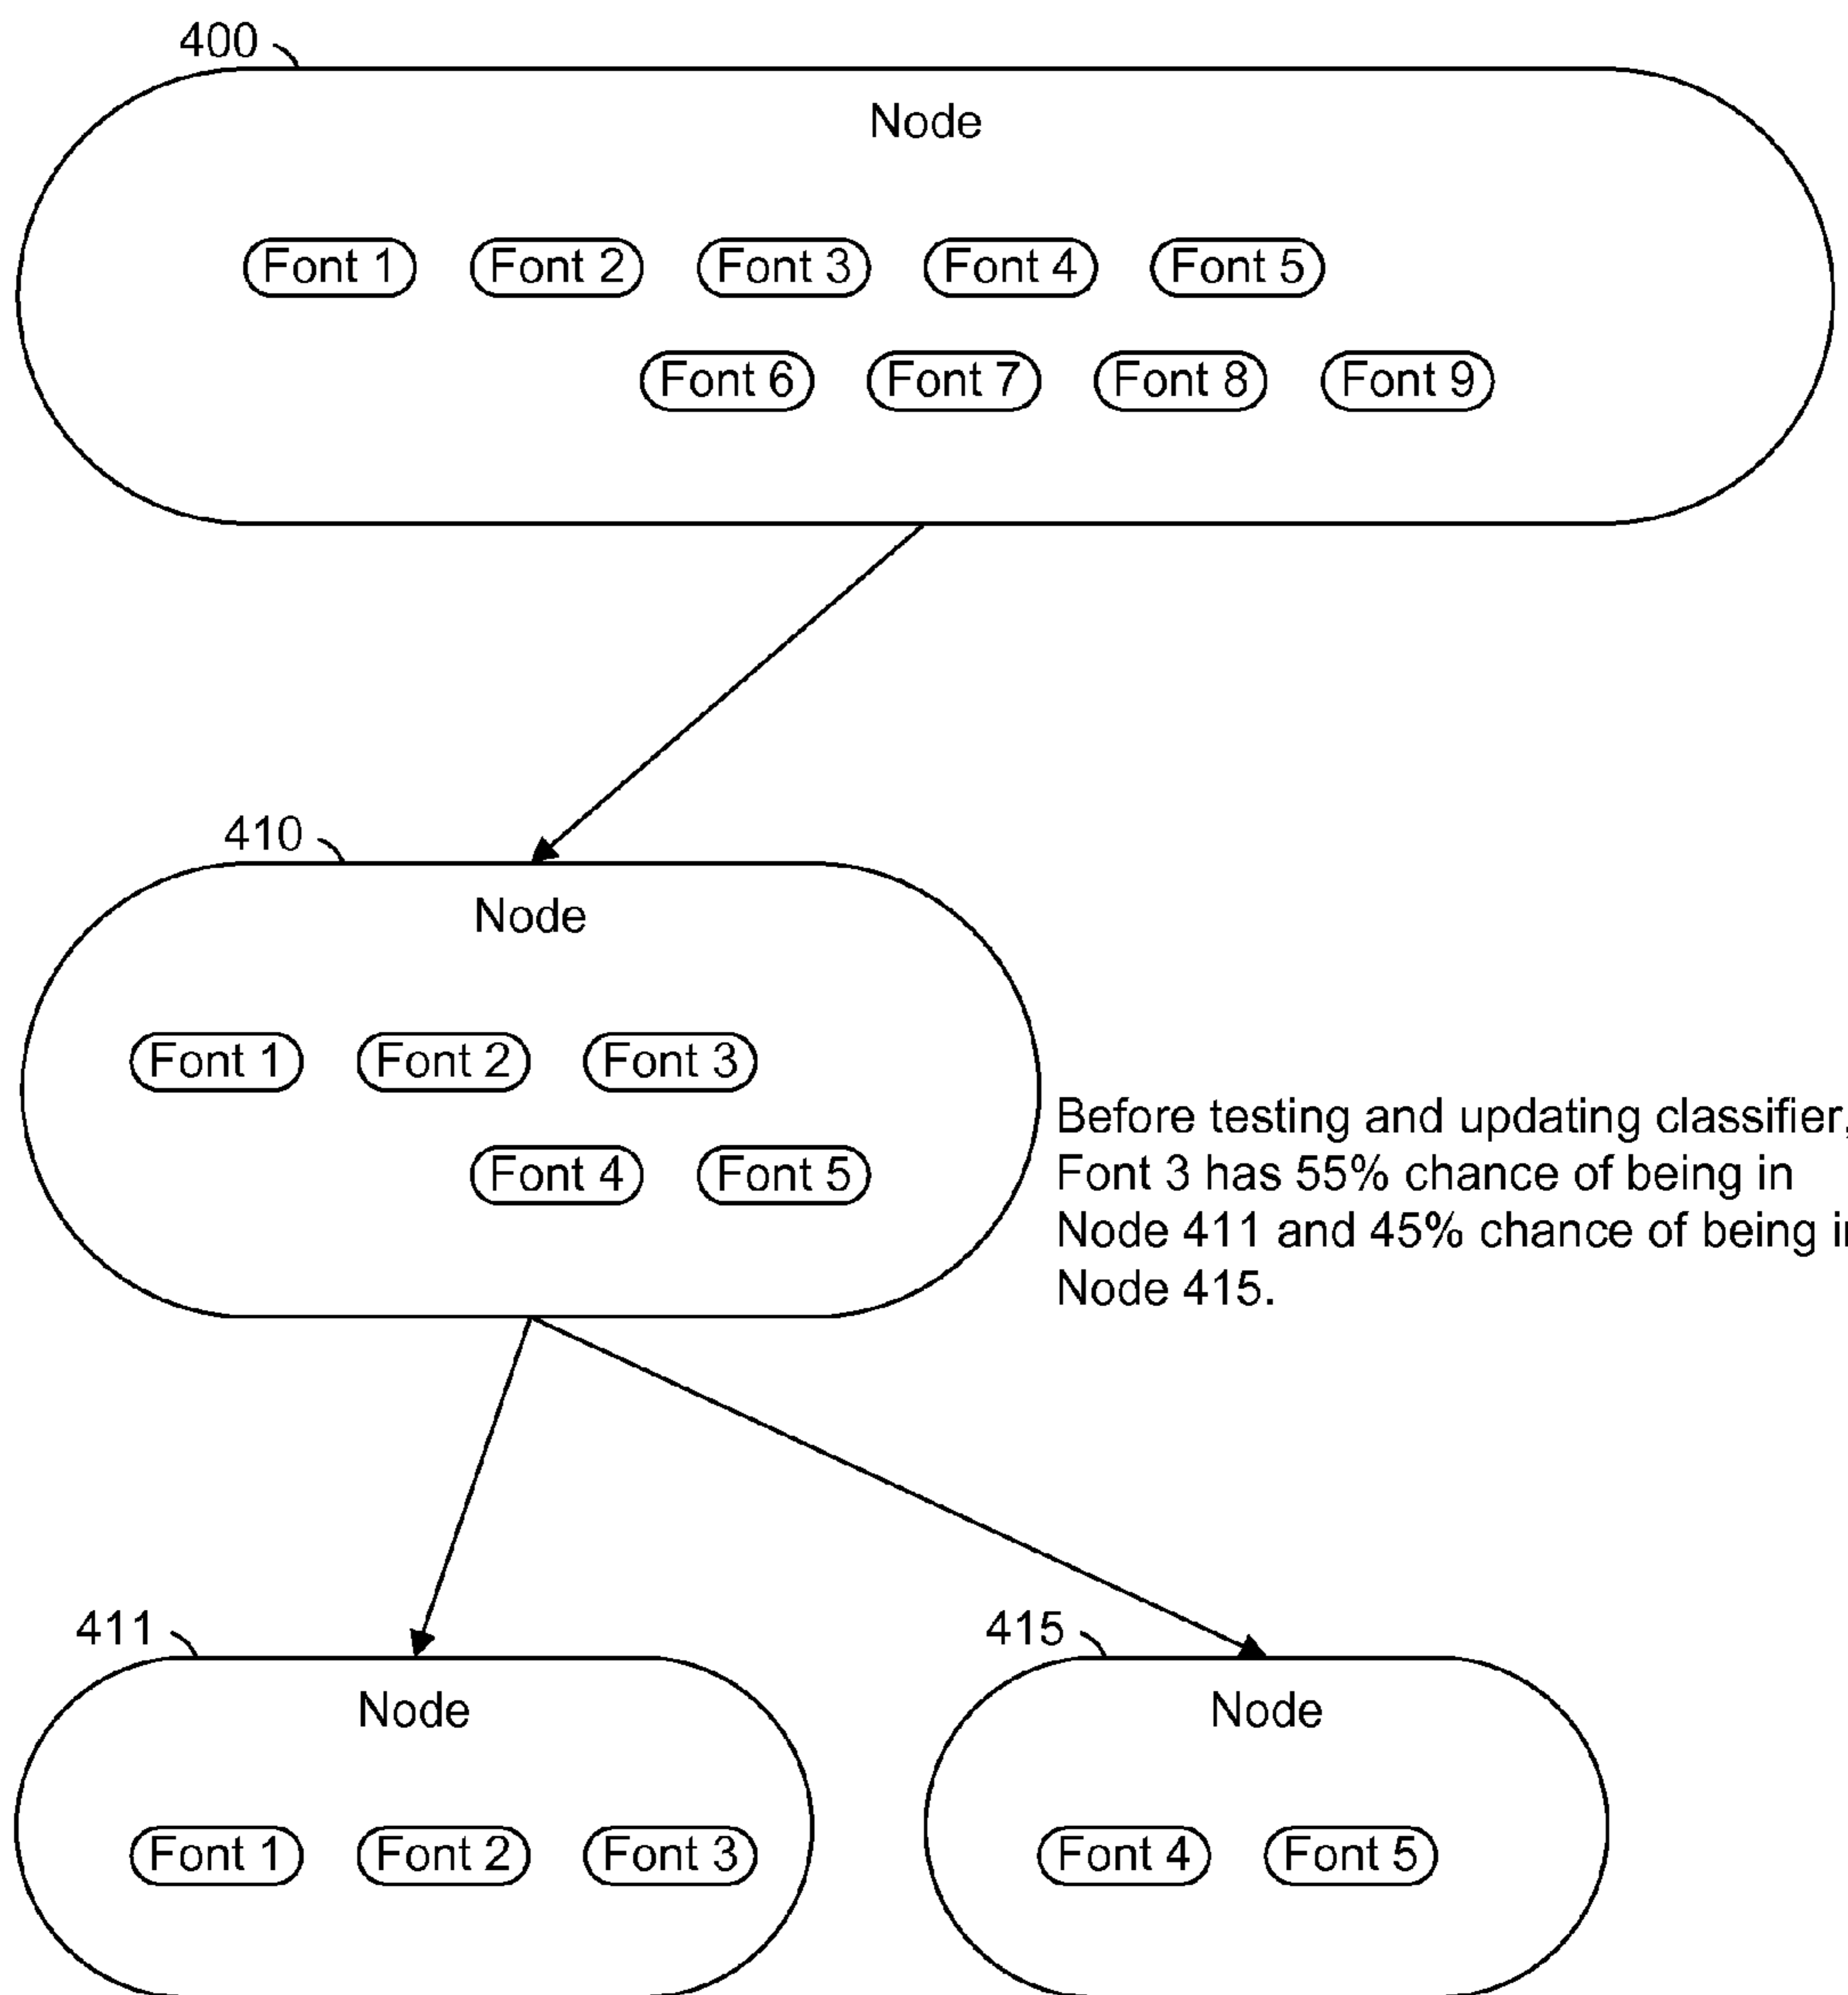 400
Node
Font 1 Font 2 Font 3 Font 4 Font 5
Font 6 Font 7 Font 8 Font 9
410
Node
Font 1 Font 2 Font 3
Font 4 Font 5
Before testing and updating classifier,
Font 3 has 55% chance of being in
Node 411 and 45% chance of being in
Node 415.
411
Node
Font 1 Font 2 Font 3
415
Node
Font 4 Font 5